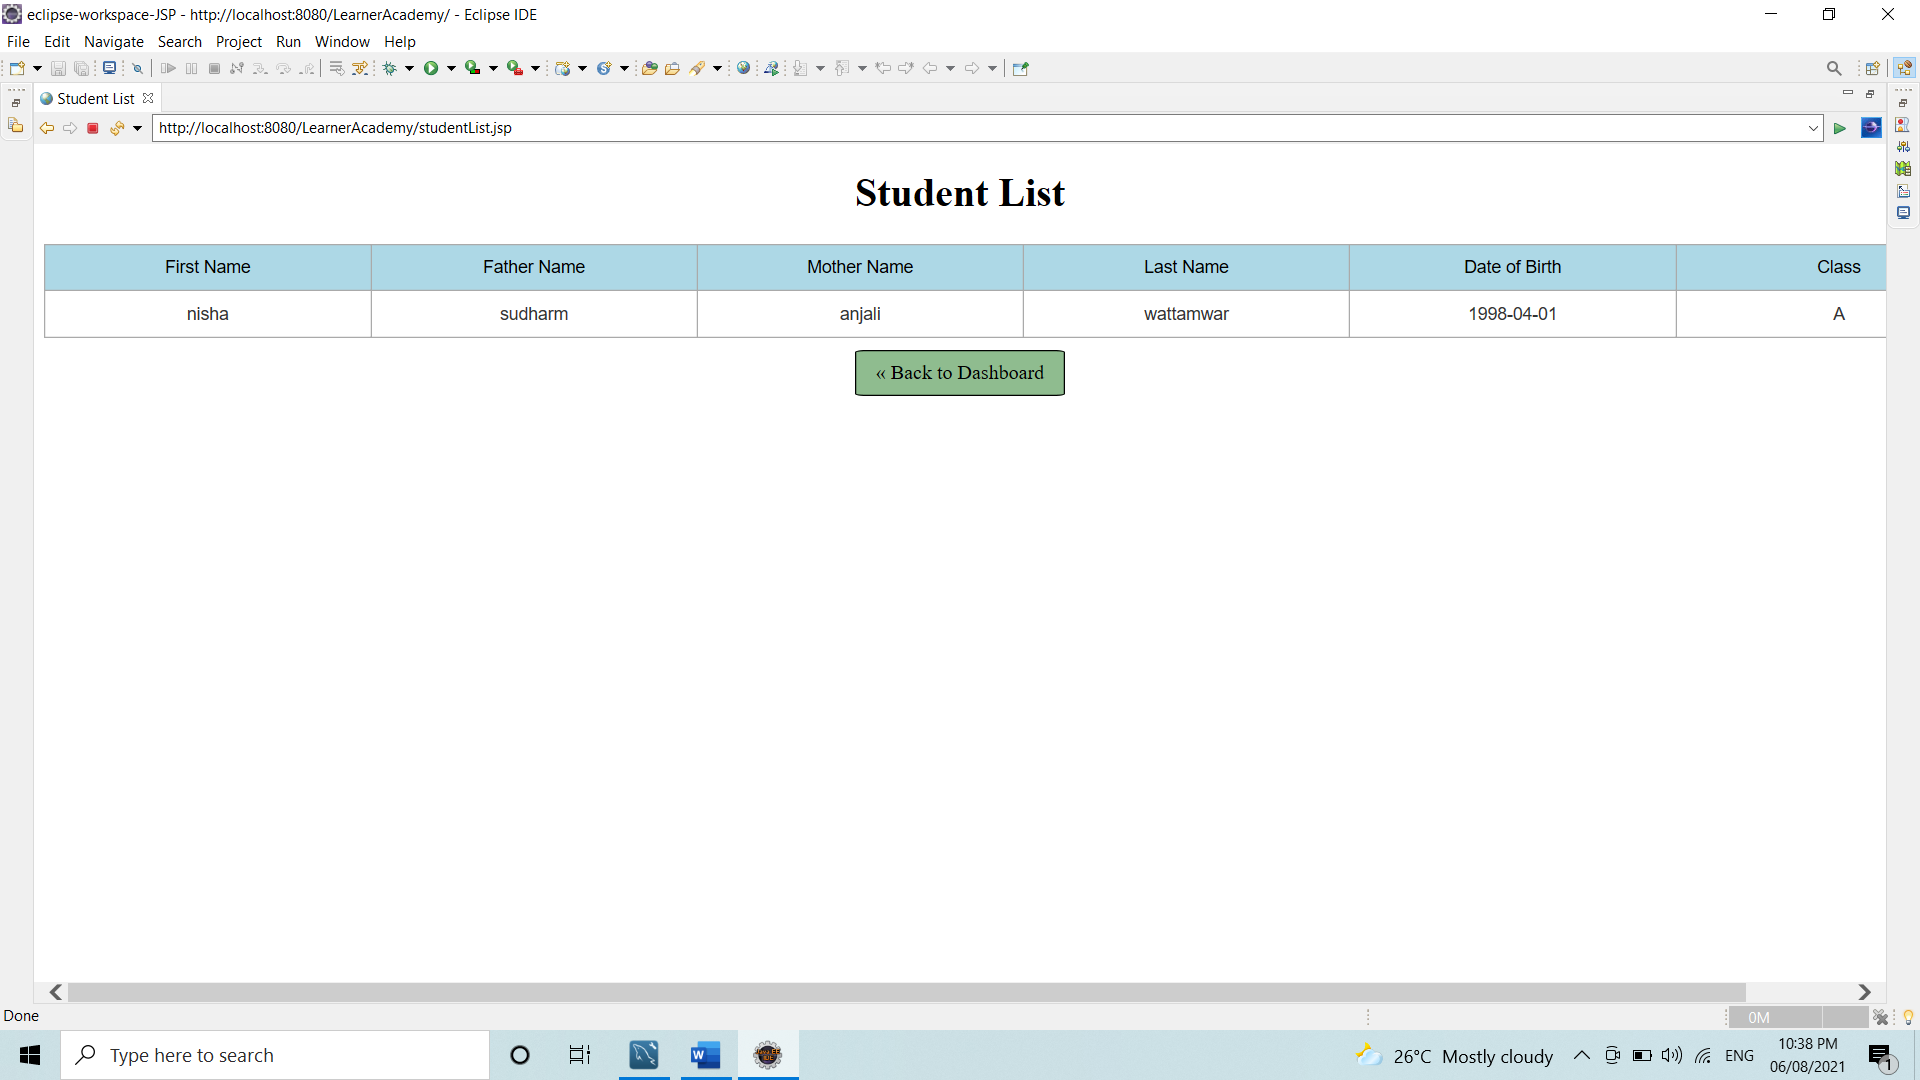 eclipse-workspace-JSP - http://localhost:8080/LearnerAcademy/ - Eclipse IDE
File Edit Navigate Search Project Run Window Help
Student List
http://localhost:8080/LearnerAcademy/studentList.jsp
Student List
First Name Father Name Mother Name Last Name Date of Birth Class
nisha sudharm anjali wattamwar 1998-04-01 A
« Back to Dashboard
Done
0M
Type here to search
26°C Mostly cloudy
ENG
10:38 PM
06/08/2021
1